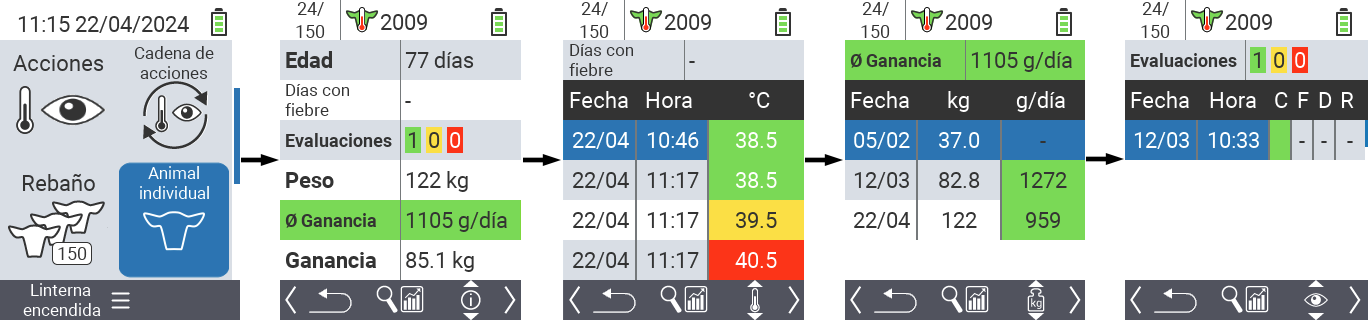 11:15 22/04/2024
Acciones
Cadena de
acciones
Rebaño
150
Animal
individual
Linterna
encendida
24/
150
2009
Edad 77 días
Días con
fiebre -
Evaluaciones 1 0 0
Peso 122 kg
Ø Ganancia 1105 g/día
Ganancia 85.1 kg
24/
150
2009
Días con
fiebre -
Fecha Hora °C
22/04 10:46 38.5
22/04 11:17 38.5
22/04 11:17 39.5
22/04 11:17 40.5
24/
150
2009
Ø Ganancia 1105 g/día
Fecha kg g/día
05/02 37.0 -
12/03 82.8 1272
22/04 122 959
kg
24/
150
2009
Evaluaciones 1 0 0
Fecha Hora C F D R
12/03 10:33 - - -